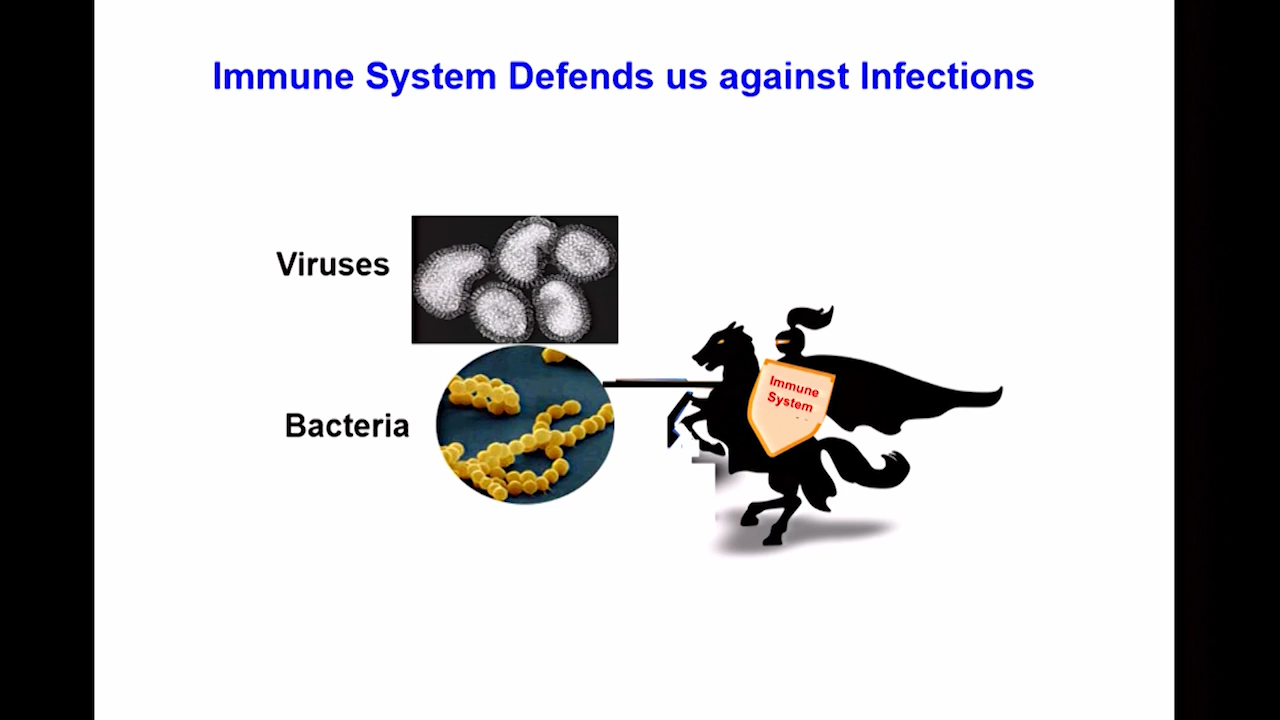 Immune System Defends us against Infections
Viruses
Immune
System
Bacteria